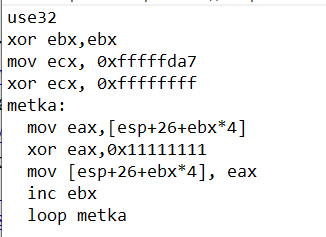 use32
xor ebx,ebx
mov ecx, 0xfffffda7
xor ecx, 0xffffffff
metka:
mov eax,[esp+26+ebx*4]
xor eax,0x11111111
mov [esp+26+ebx*4], eax
inc ebx
loop metka